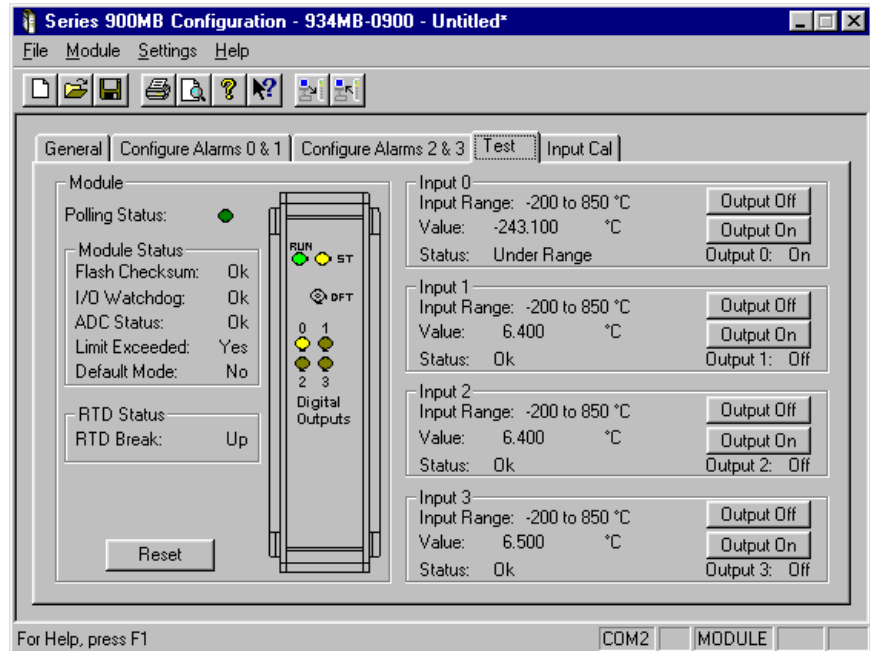 Series 900MB Configuration - 934MB-0900 - Untitled*
File Module Settings Help
General Configure Alarms 0 & 1 Configure Alarms 2 & 3 Test Input Cal
Module
Polling Status:
Module Status
Flash Checksum: Ok
I/O Watchdog: Ok
ADC Status: Ok
Limit Exceeded: Yes
Default Mode: No
RTD Status
RTD Break: Up
Reset
RUN ST
DFT
0 1
2 3
Digital
Outputs
Input 0
Input Range: -200 to 850 °C Output Off
Value: -243.100 °C Output On
Status: Under Range Output 0: On
Input 1
Input Range: -200 to 850 °C Output Off
Value: 6.400 °C Output On
Status: Ok Output 1: Off
Input 2
Input Range: -200 to 850 °C Output Off
Value: 6.400 °C Output On
Status: Ok Output 2: Off
Input 3
Input Range: -200 to 850 °C Output Off
Value: 6.500 °C Output On
Status: Ok Output 3: Off
For Help, press F1 COM2 MODULE